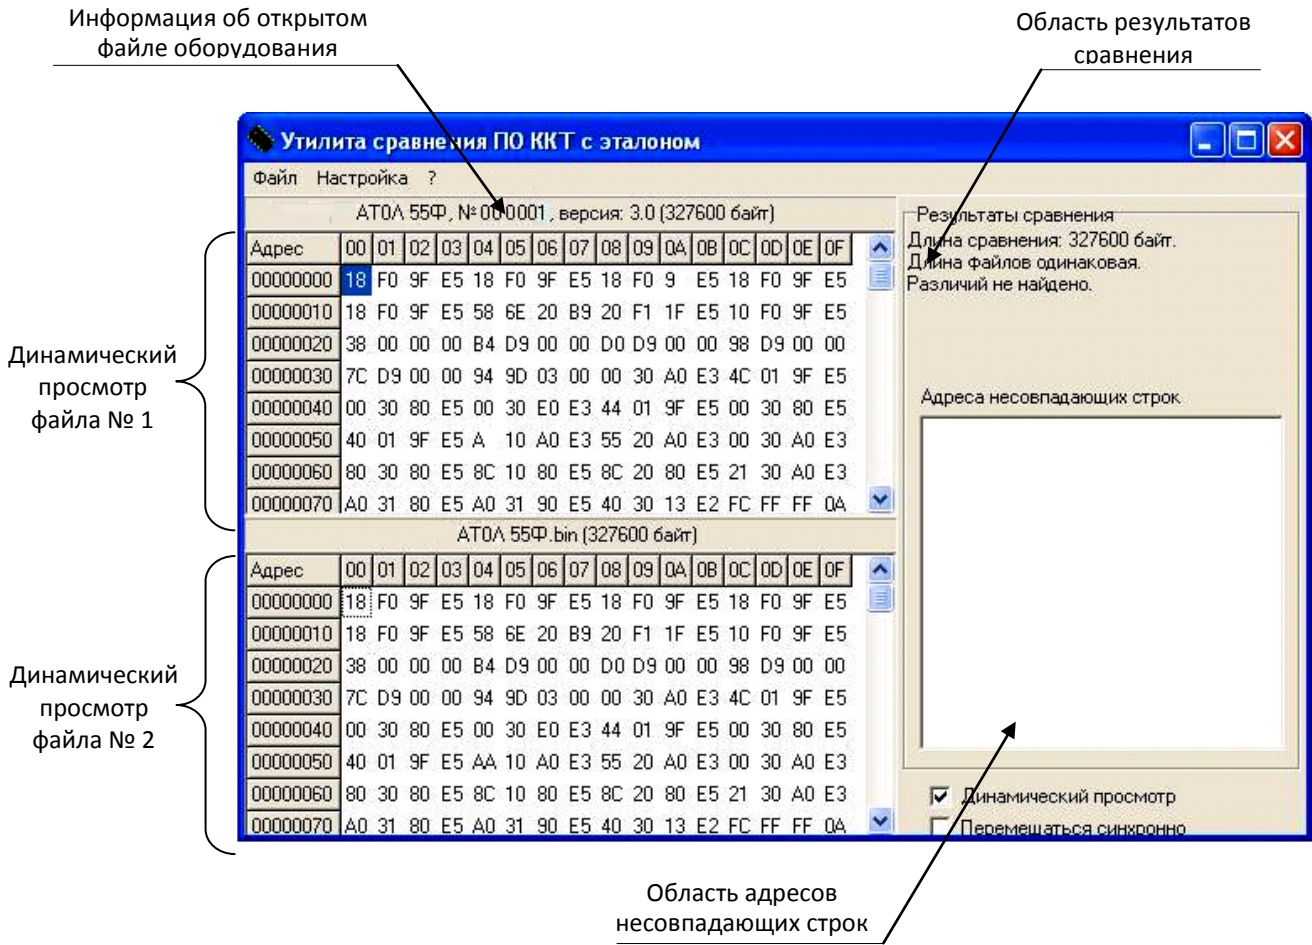 Информация об открытом
файле оборудования
Область результатов
сравнения
Утилита сравнения ПО ККТ с эталоном
Файл Настройка ?
АТОЛ 55Ф, № 000001, версия: 3.0 (327600 байт)
Адрес 00 01 02 03 04 05 06 07 08 09 0A 0B 0C 0D 0E 0F
00000000 18 F0 9F E5 18 F0 9F E5 18 F0 9 E5 18 F0 9F E5
00000010 18 F0 9F E5 58 6E 20 B9 20 F1 1F E5 10 F0 9F E5
00000020 38 00 00 00 B4 D9 00 00 D0 D9 00 00 98 D9 00 00
00000030 7C D9 00 00 94 9D 03 00 00 30 A0 E3 4C 01 9F E5
00000040 00 30 80 E5 00 30 E0 E3 44 01 9F E5 00 30 80 E5
00000050 40 01 9F E5 A 10 A0 E3 55 20 A0 E3 00 30 A0 E3
00000060 80 30 80 E5 8C 10 80 E5 8C 20 80 E5 21 30 A0 E3
00000070 A0 31 80 E5 A0 31 90 E5 40 30 13 E2 FC FF FF 0A
Динамический
просмотр
файла № 1
Результаты сравнения
Длина сравнения: 327600 байт.
Длина файлов одинаковая.
Различий не найдено.
Адреса несовпадающих строк
АТОЛ 55Ф.bin (327600 байт)
Адрес 00 01 02 03 04 05 06 07 08 09 0A 0B 0C 0D 0E 0F
00000000 18 F0 9F E5 18 F0 9F E5 18 F0 9F E5 18 F0 9F E5
00000010 18 F0 9F E5 58 6E 20 B9 20 F1 1F E5 10 F0 9F E5
00000020 38 00 00 00 B4 D9 00 00 D0 D9 00 00 98 D9 00 00
00000030 7C D9 00 00 94 9D 03 00 00 30 A0 E3 4C 01 9F E5
00000040 00 30 80 E5 00 30 E0 E3 44 01 9F E5 00 30 80 E5
00000050 40 01 9F E5 AA 10 A0 E3 55 20 A0 E3 00 30 A0 E3
00000060 80 30 80 E5 8C 10 80 E5 8C 20 80 E5 21 30 A0 E3
00000070 A0 31 80 E5 A0 31 90 E5 40 30 13 E2 FC FF FF 0A
Динамический
просмотр
файла № 2
Динамический просмотр
Перемещаться синхронно
Область адресов
несовпадающих строк